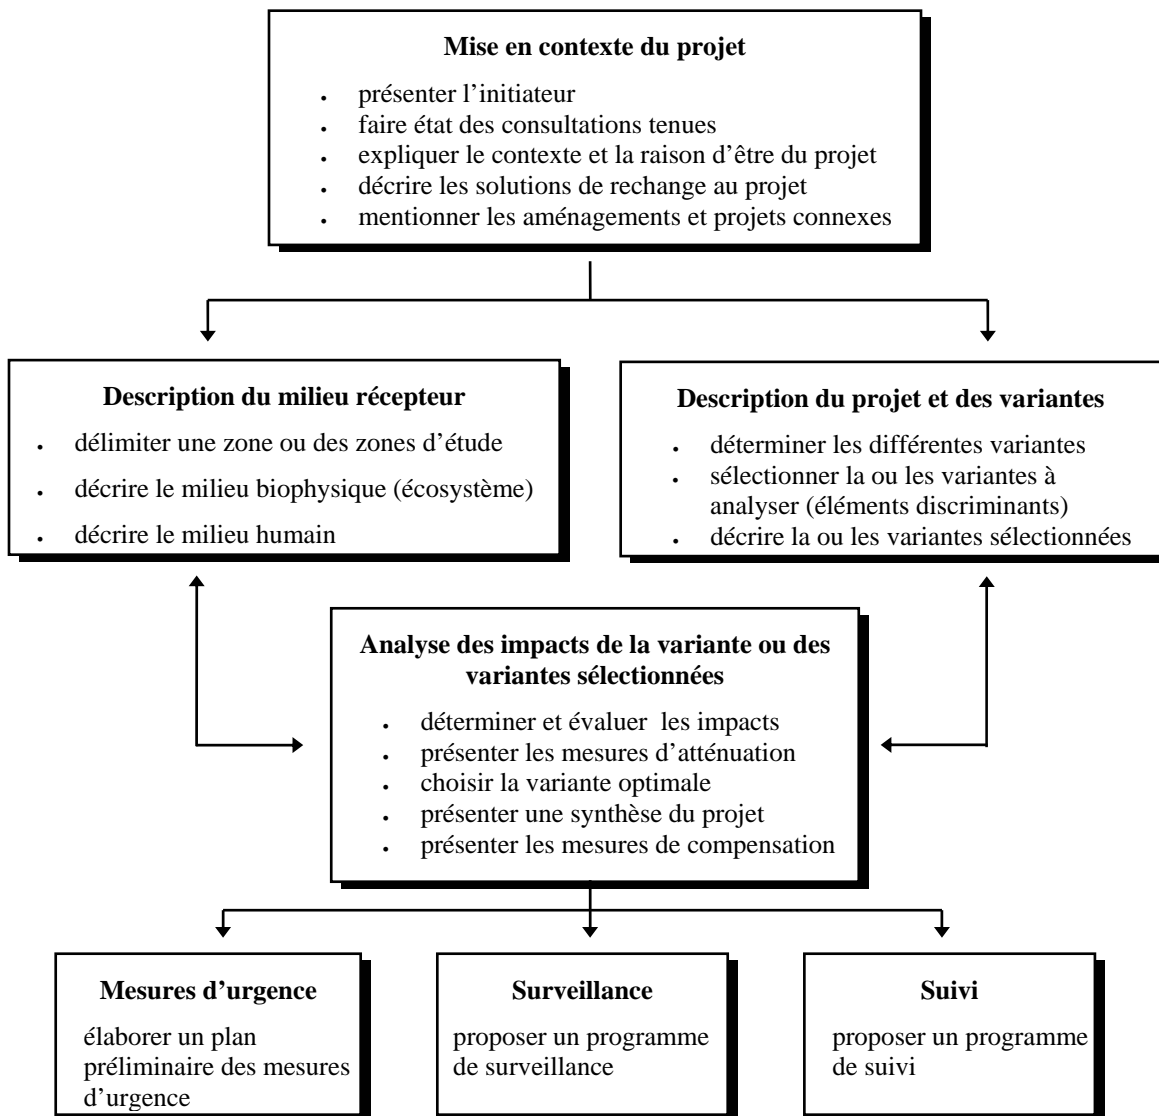 Mise en contexte du projet
• présenter l’initiateur
• faire état des consultations tenues
• expliquer le contexte et la raison d’être du projet
• décrire les solutions de rechange au projet
• mentionner les aménagements et projets connexes
Description du milieu récepteur
• délimiter une zone ou des zones d’étude
• décrire le milieu biophysique (écosystème)
• décrire le milieu humain
Description du projet et des variantes
• déterminer les différentes variantes
• sélectionner la ou les variantes à
analyser (éléments discriminants)
• décrire la ou les variantes sélectionnées
Analyse des impacts de la variante ou des
variantes sélectionnées
• déterminer et évaluer les impacts
• présenter les mesures d’atténuation
• choisir la variante optimale
• présenter une synthèse du projet
• présenter les mesures de compensation
Mesures d’urgence
élaborer un plan
préliminaire des mesures
d’urgence
Surveillance
proposer un programme
de surveillance
Suivi
proposer un programme
de suivi